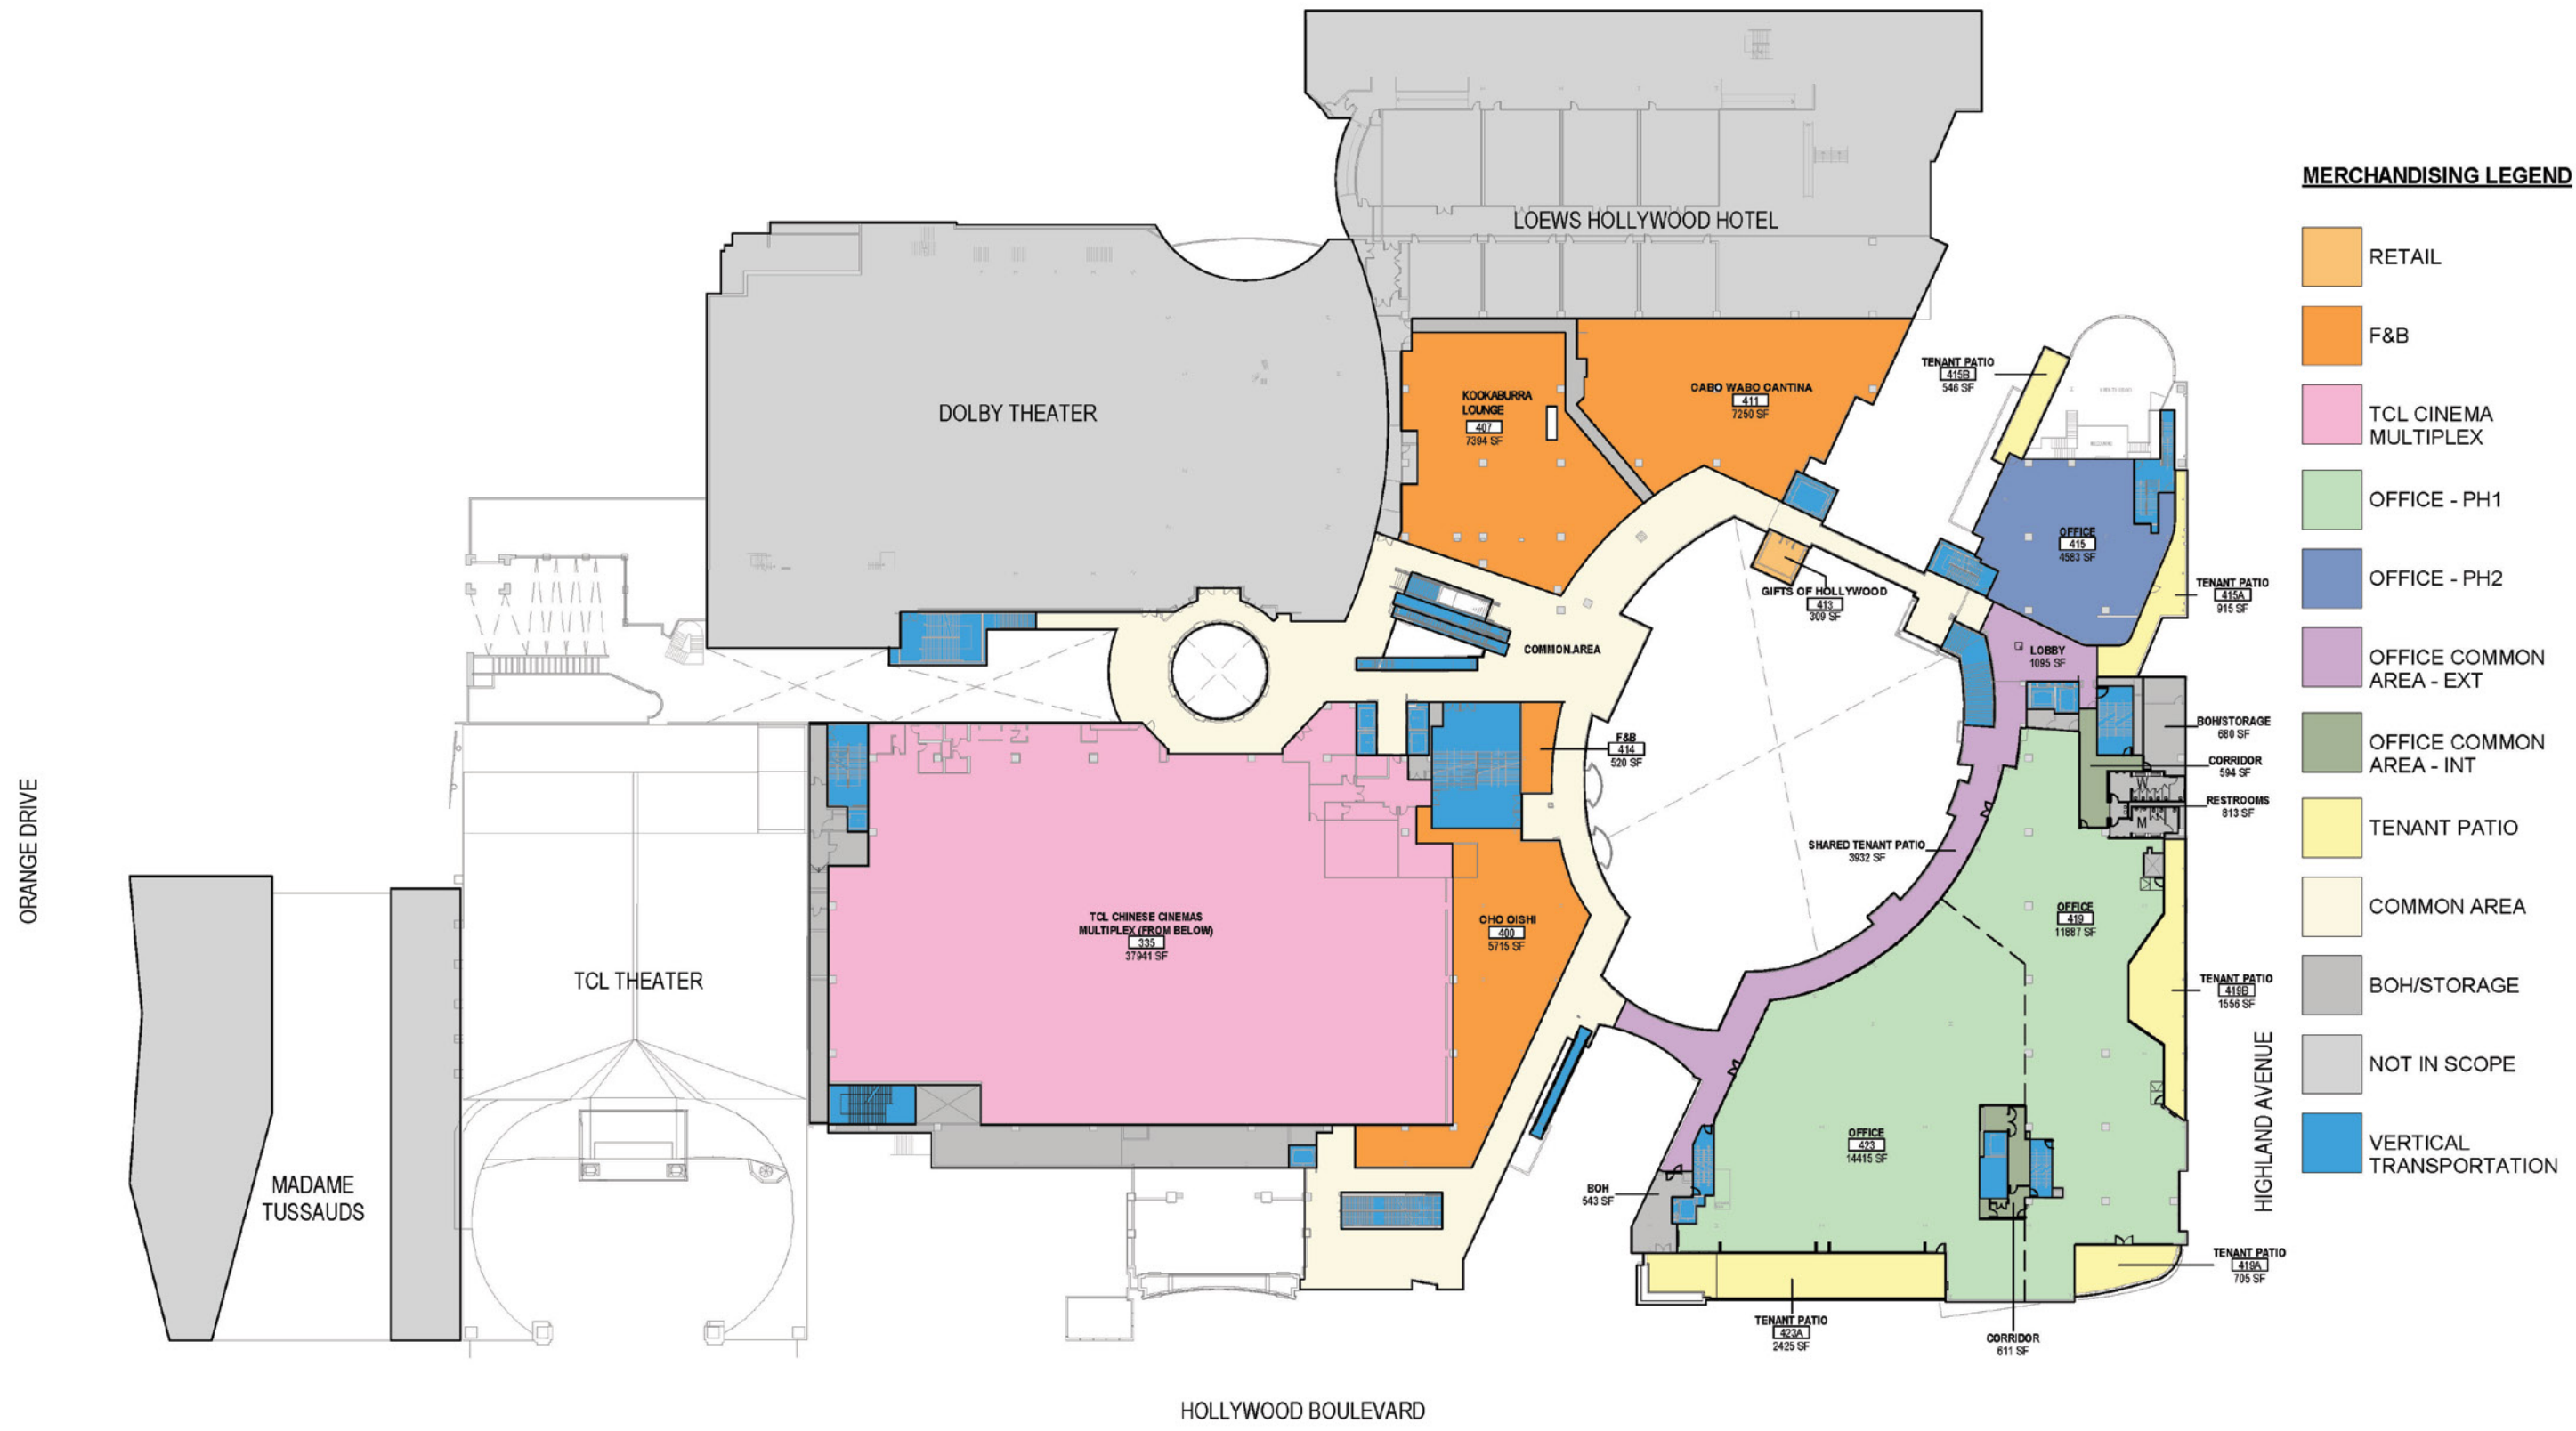 LOEWS HOLLYWOOD HOTEL
DOLBY THEATER
KOOKABURRA
LOUNGE
407
7394 SF
CABO WABO CANTINA
411
7250 SF
TENANT PATIO
415B
546 SF
OFFICE
415
4583 SF
TENANT PATIO
415A
915 SF
GIFTS OF HOLLYWOOD
413
309 SF
COMMON AREA
LOBBY
1095 SF
BOH/STORAGE
680 SF
CORRIDOR
594 SF
RESTROOMS
813 SF
W
M
F&B
414
520 SF
SHARED TENANT PATIO
3932 SF
TCL CHINESE CINEMAS
MULTIPLEX (FROM BELOW)
335
37941 SF
CHO OISHI
400
5715 SF
OFFICE
419
11887 SF
TENANT PATIO
419B
1556 SF
TCL THEATER
MADAME
TUSSAUDS
OFFICE
423
14415 SF
BOH
543 SF
TENANT PATIO
419A
705 SF
TENANT PATIO
423A
2425 SF
CORRIDOR
611 SF
ORANGE DRIVE
HIGHLAND AVENUE
HOLLYWOOD BOULEVARD
MERCHANDISING LEGEND
RETAIL
F&B
TCL CINEMA
MULTIPLEX
OFFICE - PH1
OFFICE - PH2
OFFICE COMMON
AREA - EXT
OFFICE COMMON
AREA - INT
TENANT PATIO
COMMON AREA
BOH/STORAGE
NOT IN SCOPE
VERTICAL
TRANSPORTATION